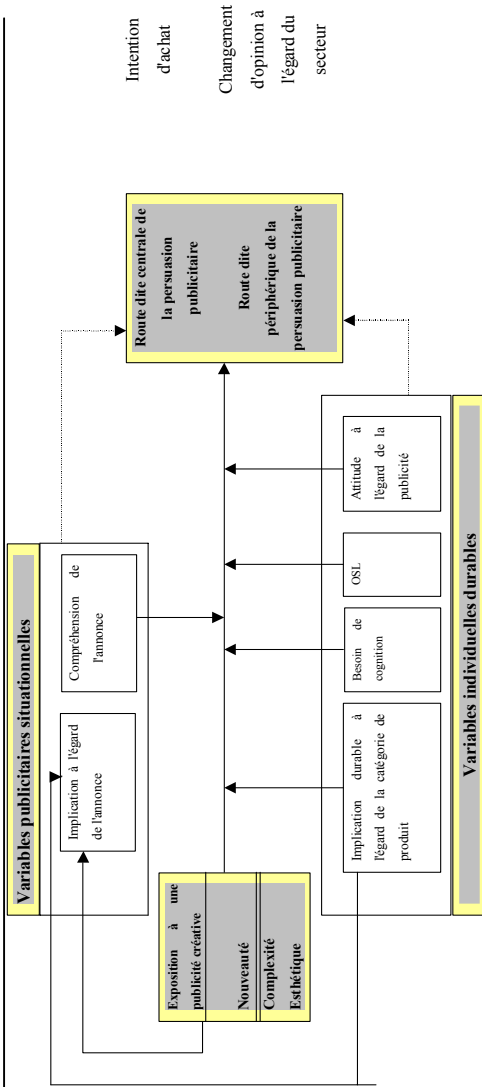 Variables publicitaires situationnelles
Implication à l'égard
de l'annonce
Compréhension de
l'annonce
Exposition à une
publicité créative
Nouveauté
Complexité
Esthétique
Route dite centrale de
la persuasion
publicitaire
Route dite
périphérique de la
persuasion publicitaire
Intention
d'achat
Changement
d'opinion à
l'égard du
secteur
Implication durable à
l'égard de la catégorie de
produit
Besoin de
cognition
OSL
Attitude à
l'égard de la
publicité
Variables individuelles durables